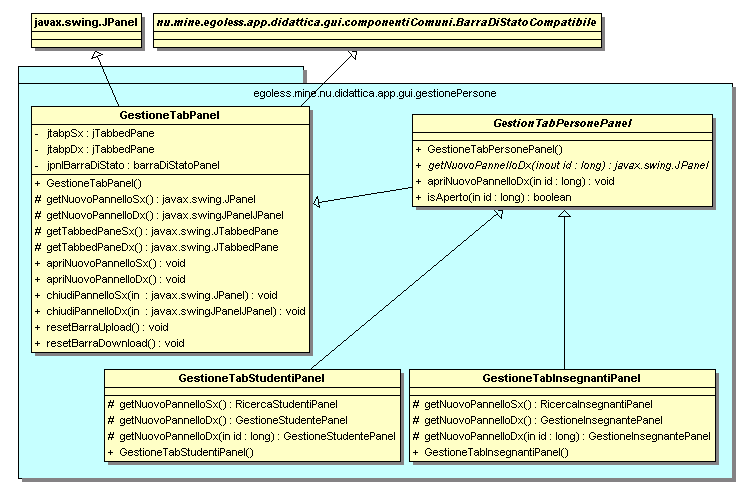 javax.swing.JPanel
nu.mine.egoless.app.didattica.gui.componentiComuni.BarraDiStatoCompatibile
egoless.mine.nu.didattica.app.gui.gestionePersone
GestioneTabPanel
- jtabpSx : jTabbedPane
- jtabpDx : jTabbedPane
- jpnlBarraDiStato : barraDiStatoPanel
+ GestioneTabPanel()
# getNuovoPannelloSx() : javax.swing.JPanel
# getNuovoPannelloDx() : javax.swingJPanelJPanel
# getTabbedPaneSx() : javax.swing.JTabbedPane
# getTabbedPaneDx() : javax.swing.JTabbedPane
+ apriNuovoPannelloSx() : void
+ apriNuovoPannelloDx() : void
+ chiudiPannelloSx(in : javax.swing.JPanel) : void
+ chiudiPannelloDx(in : javax.swingJPanelJPanel) : void
+ resetBarraUpload() : void
+ resetBarraDownload() : void
GestionTabPersonePanel
+ GestioneTabPersonePanel()
+ getNuovoPannelloDx(inout id : long) : javax.swing.JPanel
+ apriNuovoPannelloDx(in id : long) : void
+ isAperto(in id : long) : boolean
GestioneTabStudentiPanel
# getNuovoPannelloSx() : RicercaStudentiPanel
# getNuovoPannelloDx() : GestioneStudentePanel
# getNuovoPannelloDx(in id : long) : GestioneStudentePanel
+ GestioneTabStudentiPanel()
GestioneTabInsegnantiPanel
# getNuovoPannelloSx() : RicercaInsegnantiPanel
# getNuovoPannelloDx() : GestioneInsegnantePanel
# getNuovoPannelloDx(in id : long) : GestioneInsegnantePanel
+ GestioneTabInsegnantiPanel()